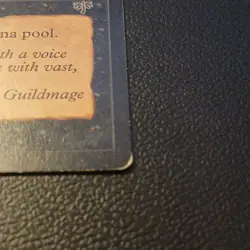 na pool.
th a voice
with vast,
Guildmage